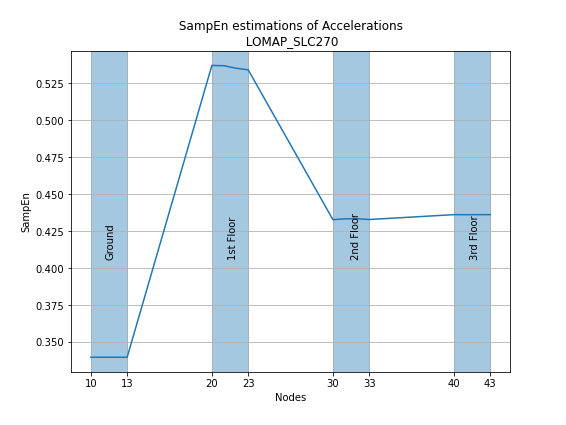 SampEn estimations of Accelerations
LOMAP_SLC270
0.525
0.500
0.475
0.450
0.425
0.400
0.375
0.350
SampEn
Ground
1st Floor
2nd Floor
3rd Floor
10 13 20 23 30 33 40 43
Nodes